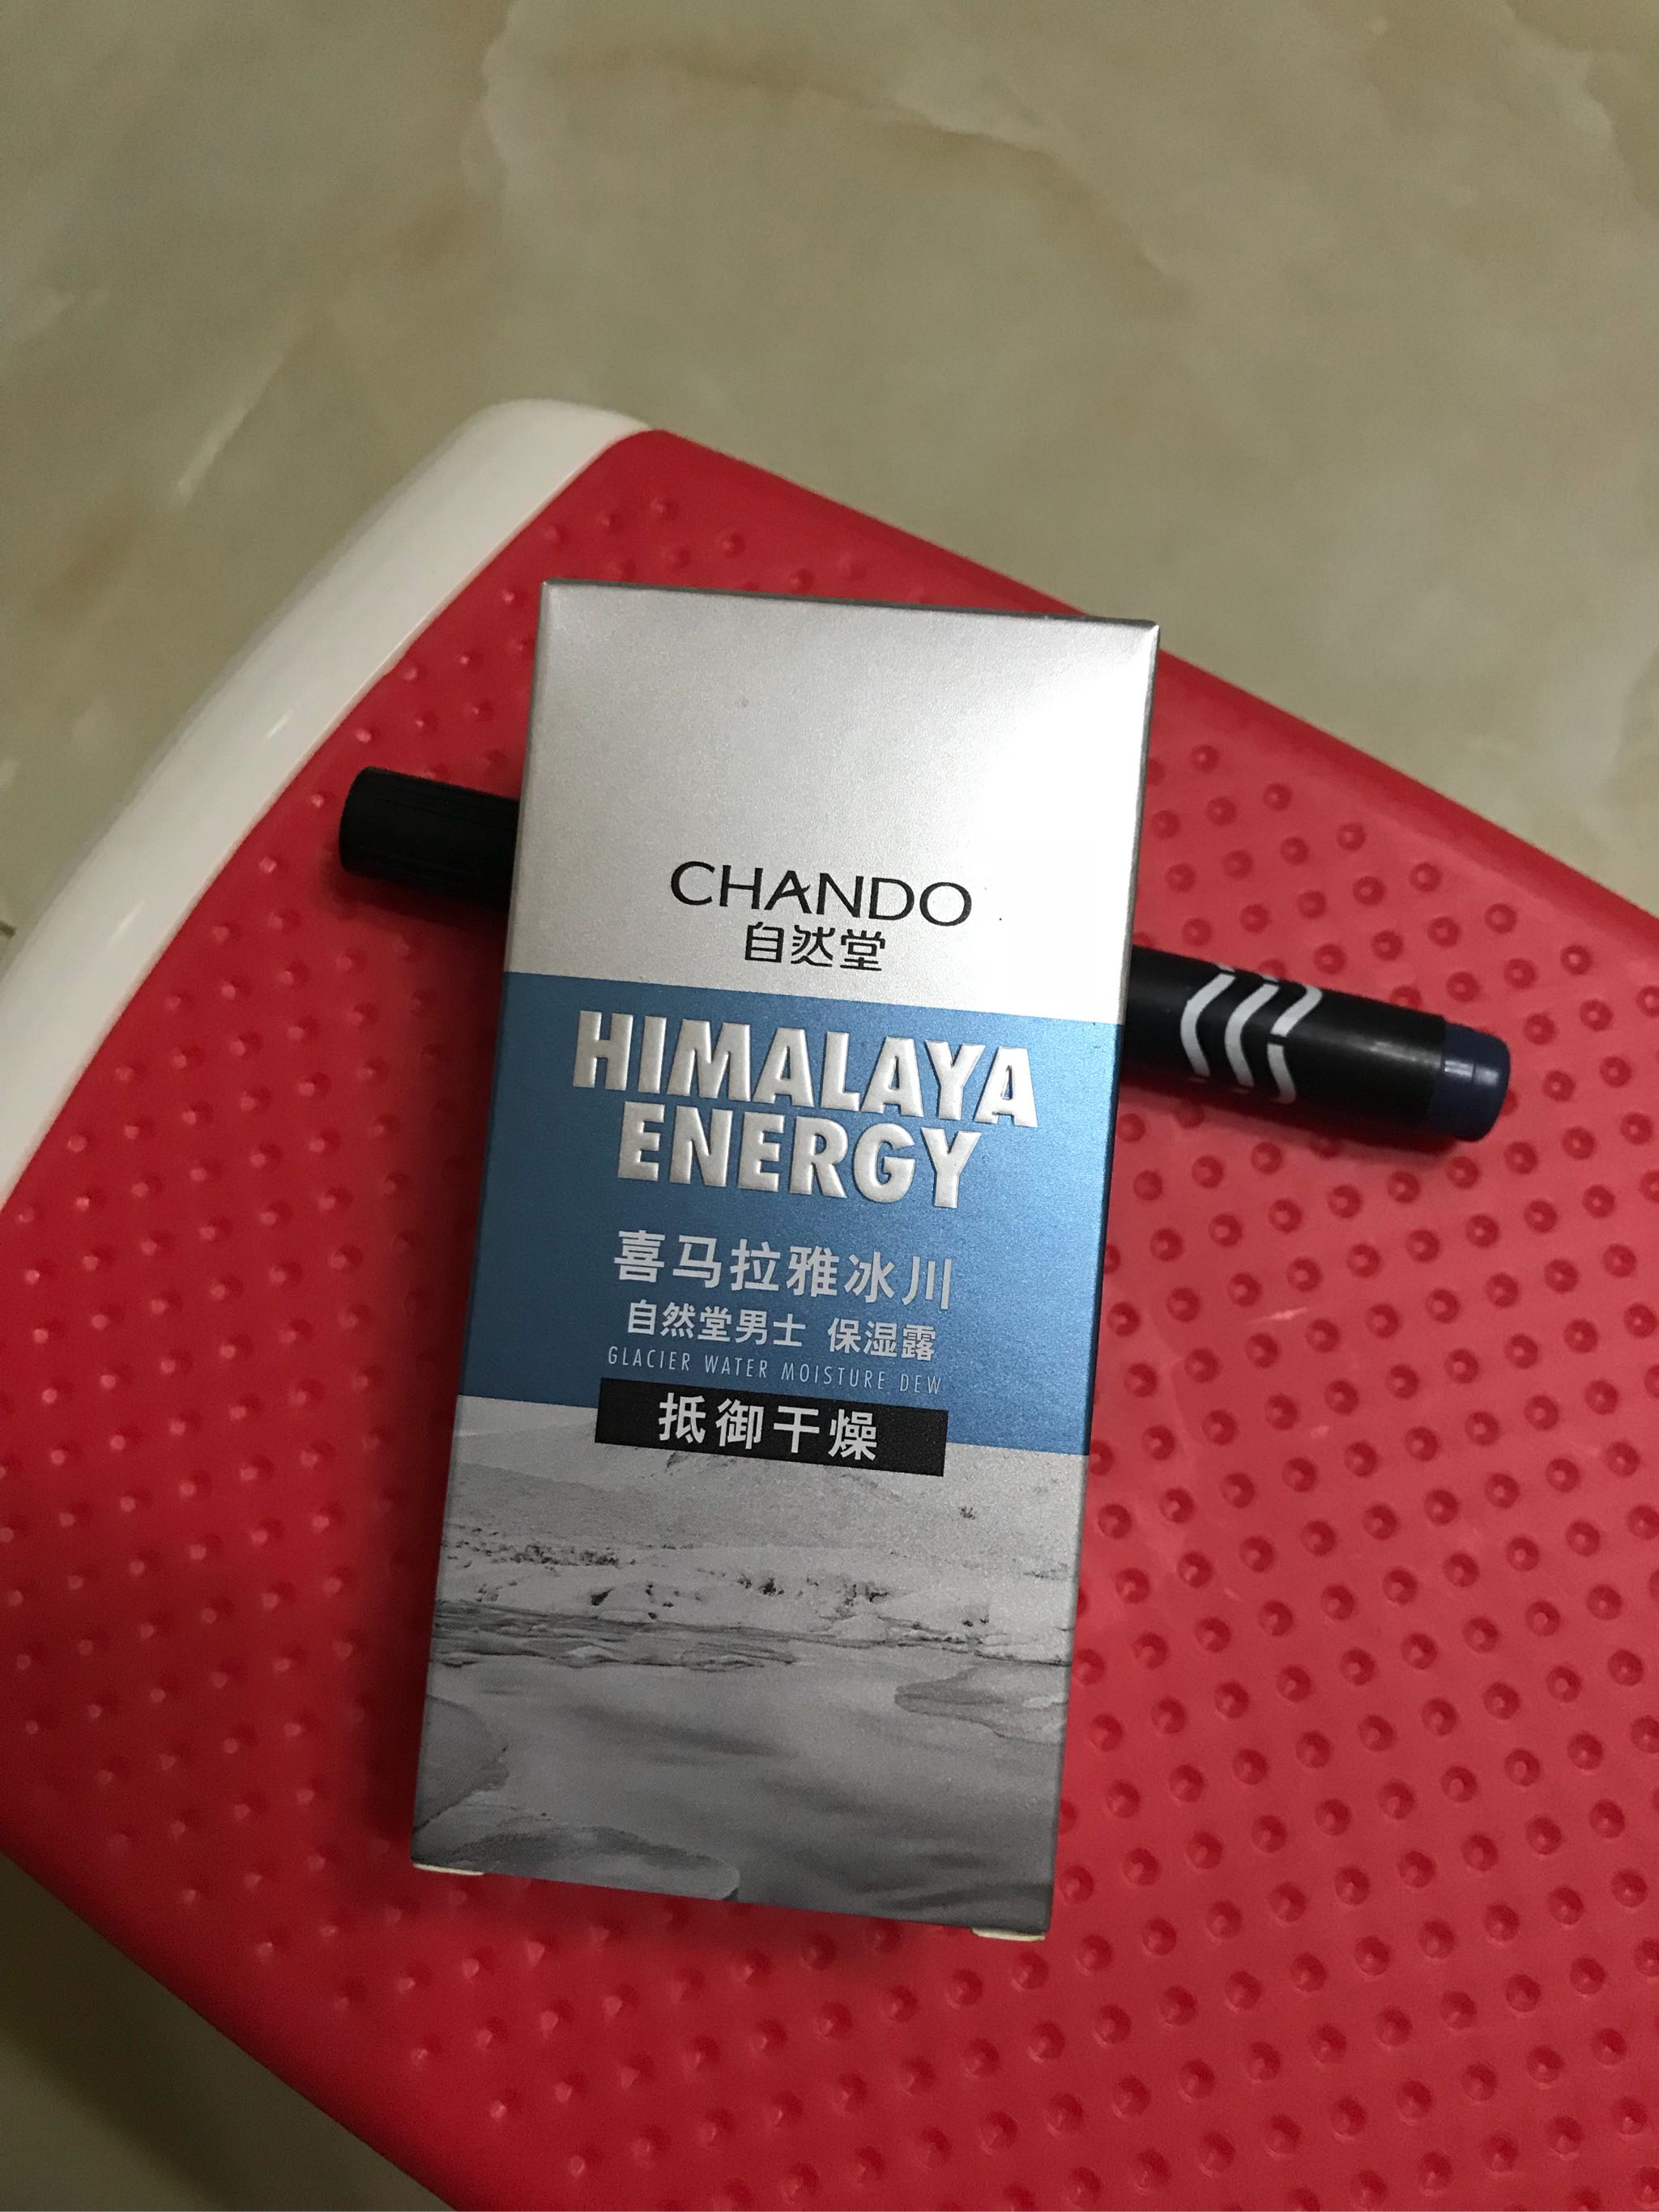 CHANDO
自然堂
HIMALAYA
ENERGY
喜马拉雅冰川
自然堂男士 保湿露
GLACIER WATER MOISTURE DEW
抵御干燥